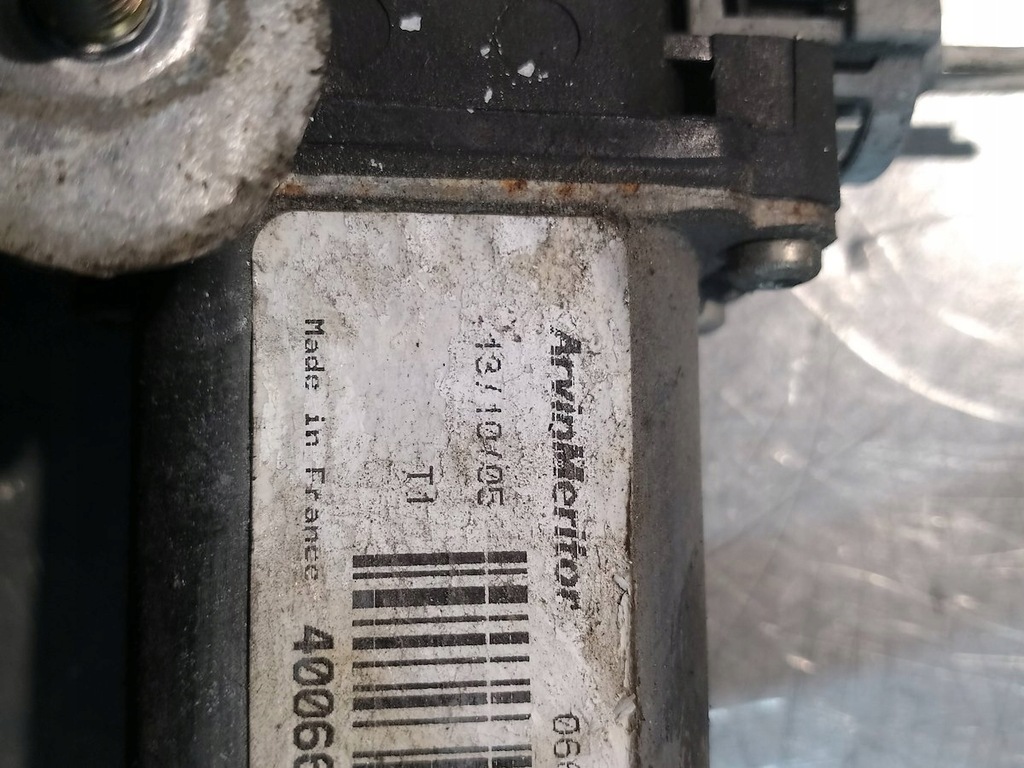 ArvinMeritor 06
13/10/05
T1
Made in France 4006